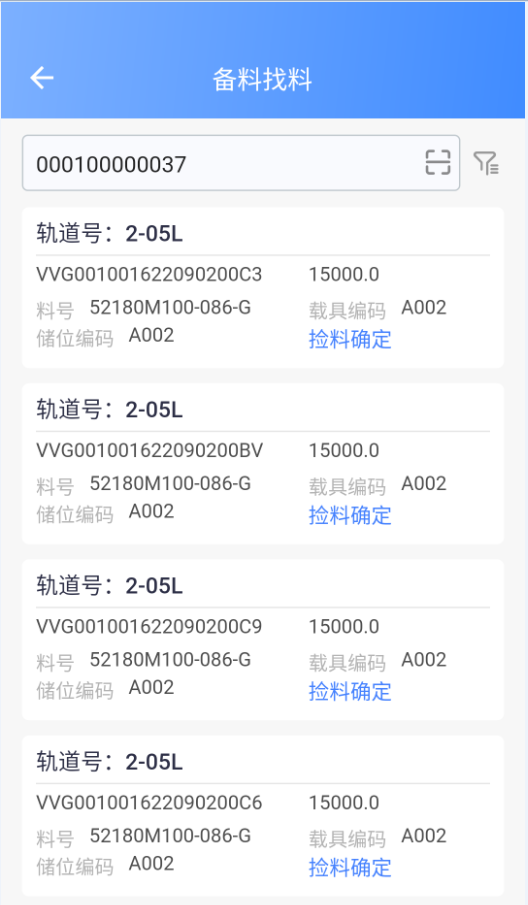 备料找料
000100000037
轨道号：2-05L
VVG001001622090200C3 15000.0
料号 52180M100-086-G 载具编码 A002
储位编码 A002 捡料确定
轨道号：2-05L
VVG001001622090200BV 15000.0
料号 52180M100-086-G 载具编码 A002
储位编码 A002 捡料确定
轨道号：2-05L
VVG001001622090200C9 15000.0
料号 52180M100-086-G 载具编码 A002
储位编码 A002 捡料确定
轨道号：2-05L
VVG001001622090200C6 15000.0
料号 52180M100-086-G 载具编码 A002
储位编码 A002 捡料确定